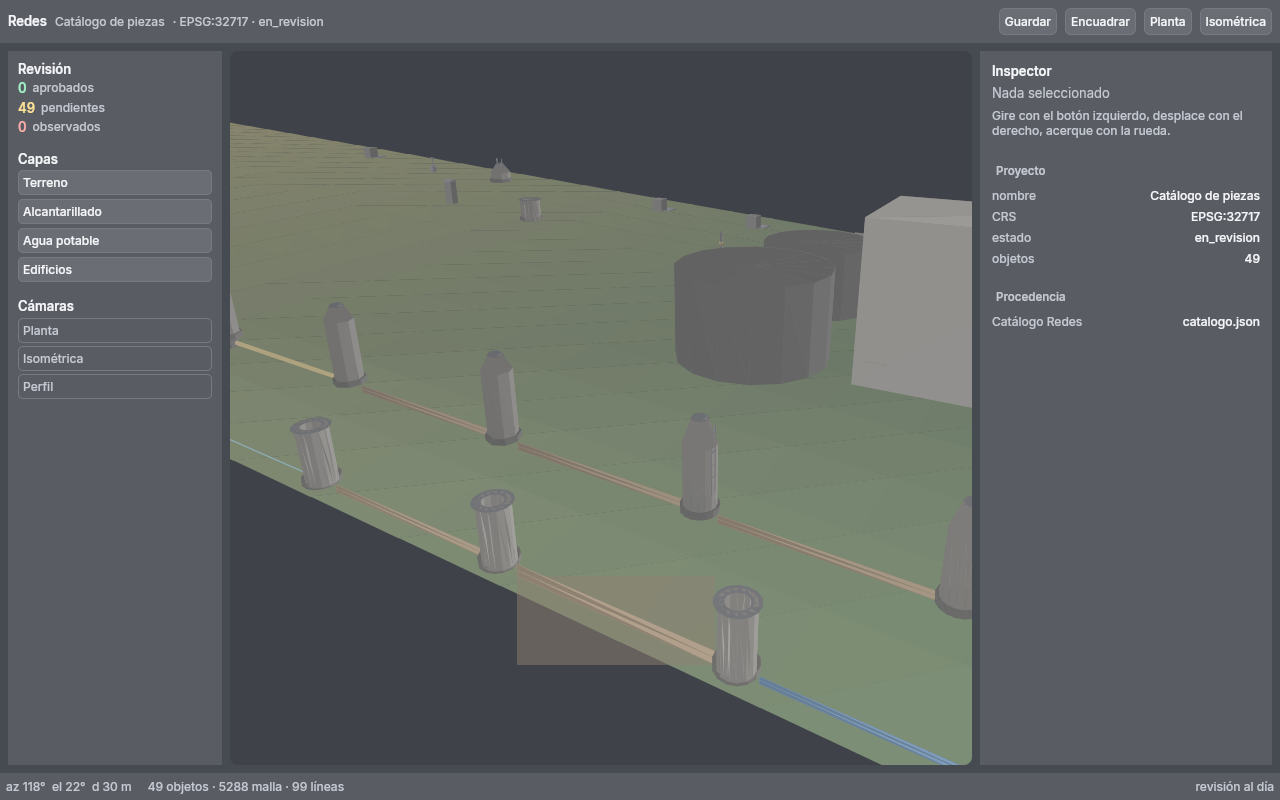 Redes Catálogo de piezas · EPSG:32717 · en_revision
Guardar Encuadrar Planta Isométrica
Revisión
0 aprobados
49 pendientes
0 observados
Capas
Terreno
Alcantarillado
Agua potable
Edificios
Cámaras
Planta
Isométrica
Perfil
Inspector
Nada seleccionado
Gire con el botón izquierdo, desplace con el
derecho, acerque con la rueda.
Proyecto
nombre Catálogo de piezas
CRS EPSG:32717
estado en_revision
objetos 49
Procedencia
Catálogo Redes catalogo.json
az 118° el 22° d 30 m 49 objetos · 5288 malla · 99 líneas
revisión al día